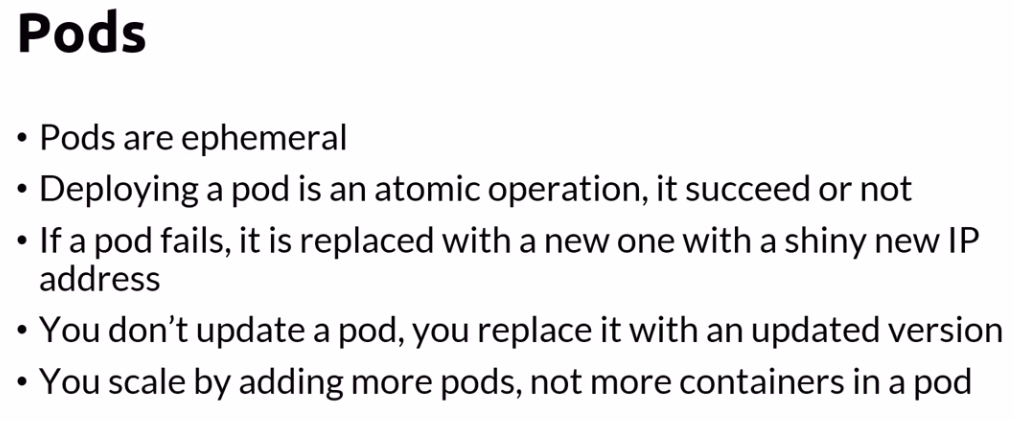 Pods
• Pods are ephemeral
• Deploying a pod is an atomic operation, it succeed or not
• If a pod fails, it is replaced with a new one with a shiny new IP
address
• You don’t update a pod, you replace it with an updated version
• You scale by adding more pods, not more containers in a pod